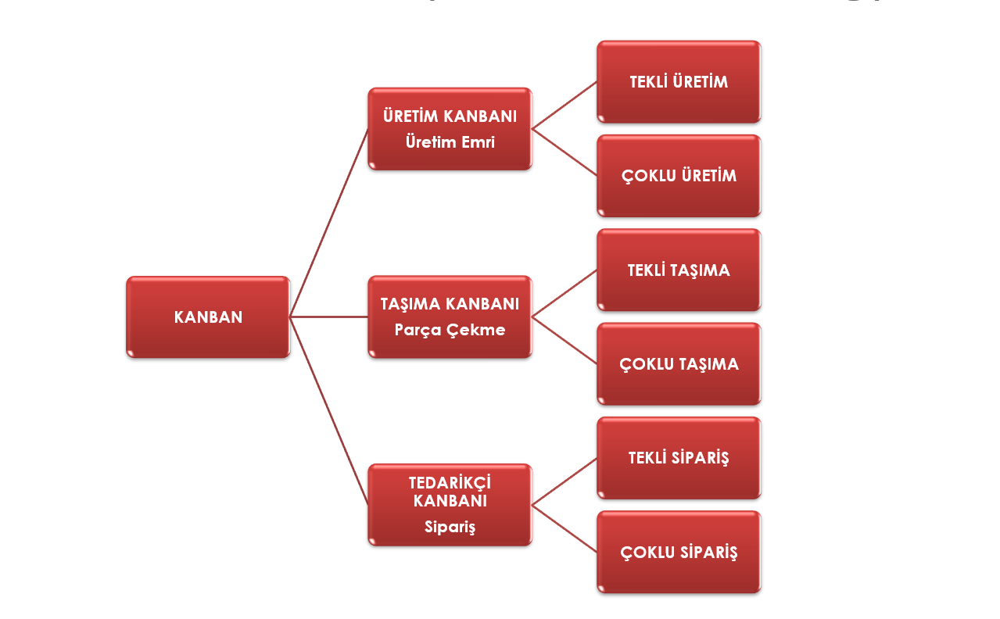 KANBAN
ÜRETİM KANBANI
Üretim Emri
TEKLİ ÜRETİM
ÇOKLU ÜRETİM
TAŞIMA KANBANI
Parça Çekme
TEKLİ TAŞIMA
ÇOKLU TAŞIMA
TEDARİKÇİ
KANBANI
Sipariş
TEKLİ SİPARİŞ
ÇOKLU SİPARİŞ